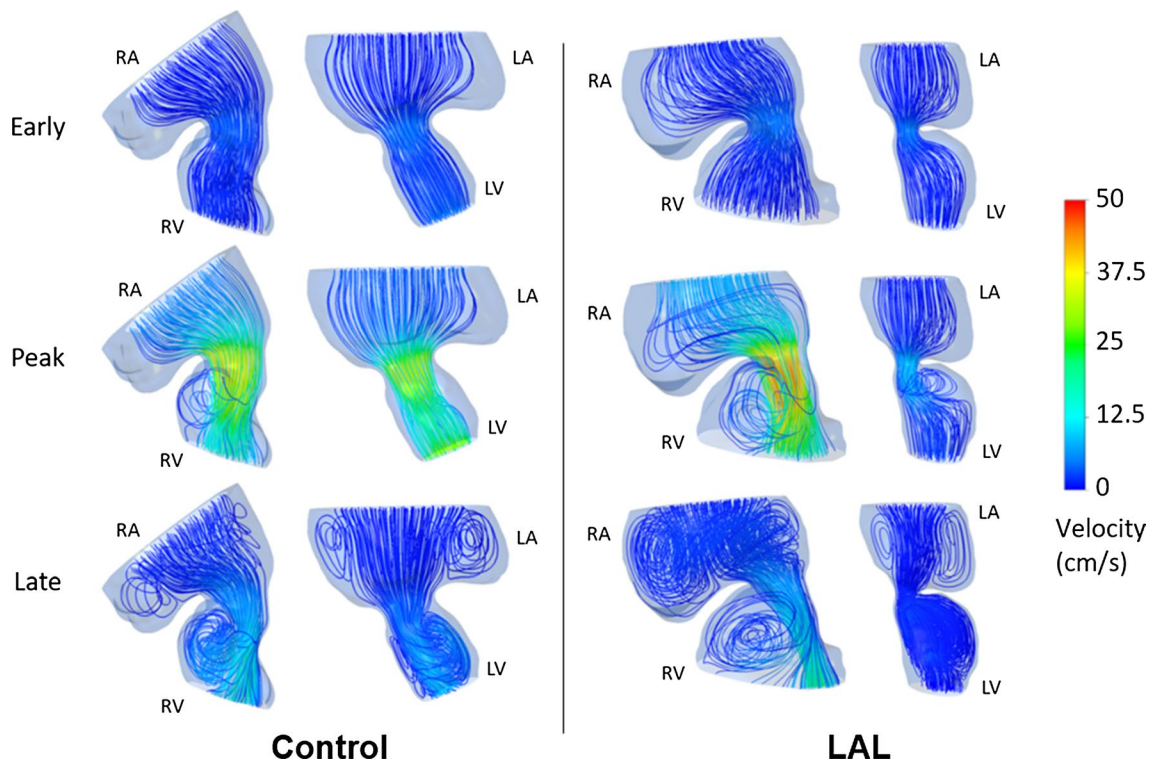 RA
LA
RA
LA
Early
RV
LV
RV
LV
50
37.5
25
12.5
0
Velocity
(cm/s)
RA
LA
RA
LA
Peak
RV
LV
RV
LV
RA
LA
RA
LA
Late
RV
LV
RV
LV
Control
LAL